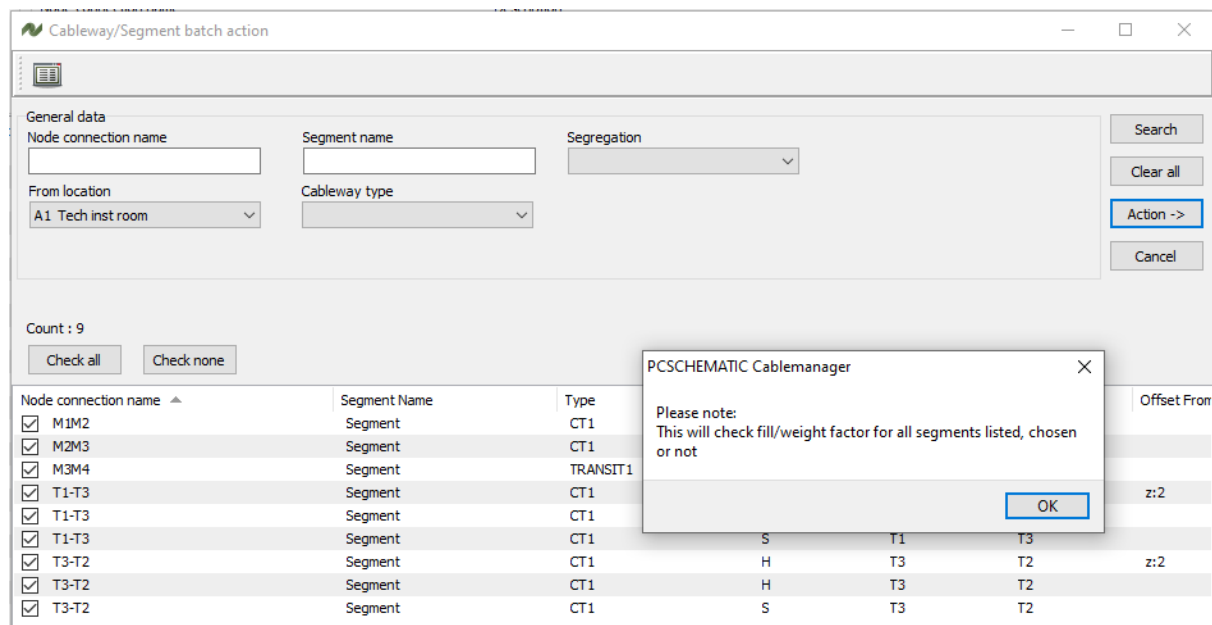 Cableway/Segment batch action
General data
Node connection name Segment name Segregation
Search
Clear all
From location Cableway type
A1 Tech inst room
Action ->
Cancel
Count : 9
Check all Check none
PCSCHEMATIC Cablemanager
Please note:
This will check fill/weight factor for all segments listed, chosen
or not
OK
Node connection name Segment Name Type Offset From
M1M2 Segment CT1
M2M3 Segment CT1
M3M4 Segment TRANSIT1
T1-T3 Segment CT1 z:2
T1-T3 Segment CT1
T1-T3 Segment CT1 S T1 T3
T3-T2 Segment CT1 H T3 T2 z:2
T3-T2 Segment CT1 H T3 T2
T3-T2 Segment CT1 S T3 T2